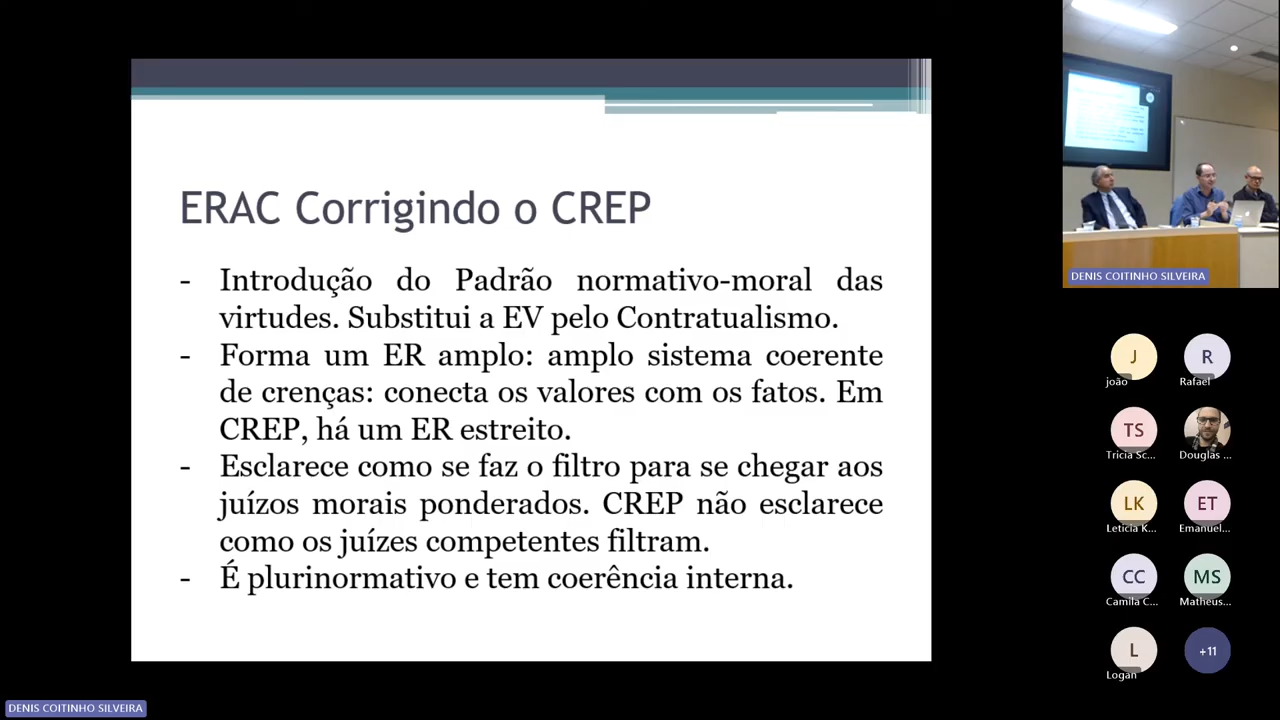 ERAC Corrigindo o CREP
- Introdução do Padrão normativo-moral das
virtudes. Substitui a EV pelo Contratualismo.
- Forma um ER amplo: amplo sistema coerente
de crenças: conecta os valores com os fatos. Em
CREP, há um ER estreito.
- Esclarece como se faz o filtro para se chegar aos
juízos morais ponderados. CREP não esclarece
como os juízes competentes filtram.
- É plurinormativo e tem coerência interna.
DENIS COITINHO SILVEIRA
J
joão
R
Rafael
TS
Tricia Sc...
Douglas ...
LK
Leticia K...
ET
Emanuel...
CC
Camila C...
MS
Matheus...
L
Logan
+11
DENIS COITINHO SILVEIRA